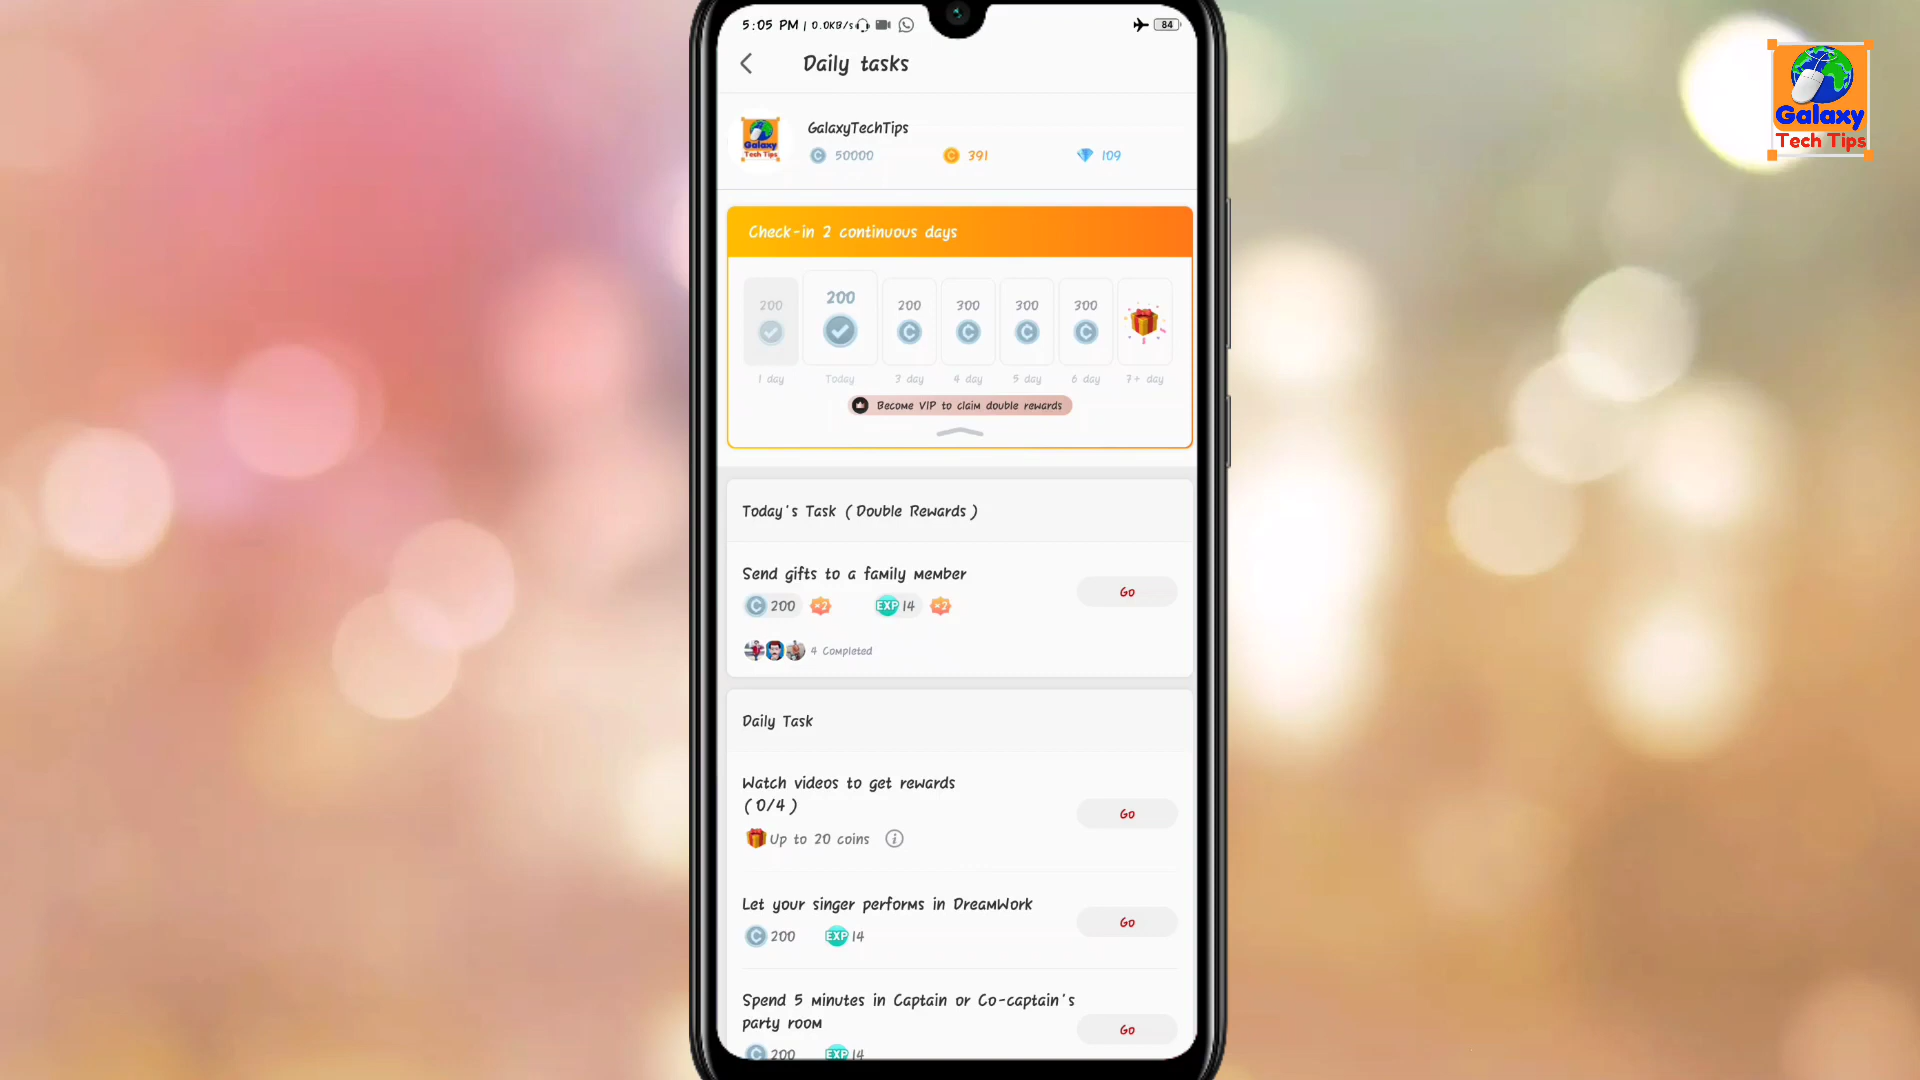 5:05 PM | 0.0KB/s
84
Daily tasks
GalaxyTechTips
50000
391
109
Galaxy
Tech Tips
Galaxy
Tech Tips
Check-in 2 continuous days
200
200
200
300
300
300
1 day
Today
3 day
4 day
5 day
6 day
7+ day
Become VIP to claim double rewards
Today's Task (Double Rewards)
Send gifts to a family member
200 ×2 EXP 14 ×2
Go
4 Completed
Daily Task
Watch videos to get rewards
(0/4)
Go
Up to 20 coins
Let your singer performs in DreamWork
Go
200 EXP 14
Spend 5 minutes in Captain or Co-captain's
party room
Go
200 EXP 14